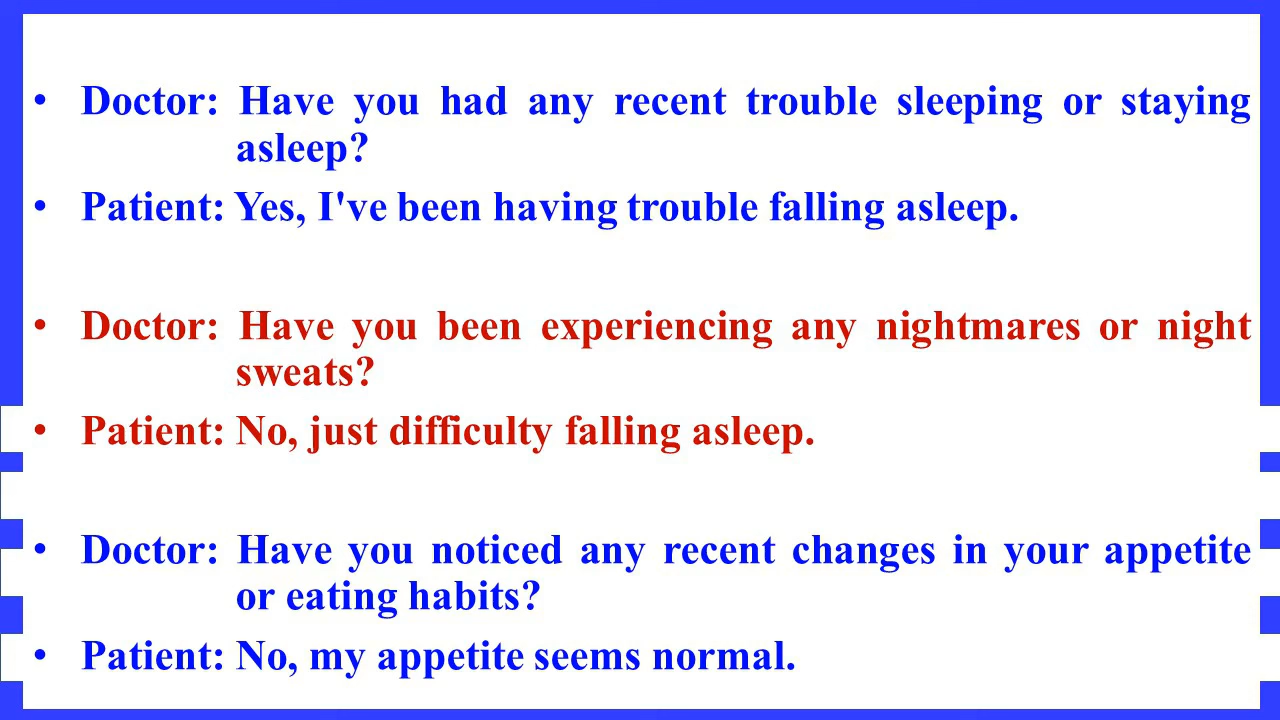 • Doctor: Have you had any recent trouble sleeping or staying
asleep?
• Patient: Yes, I've been having trouble falling asleep.
• Doctor: Have you been experiencing any nightmares or night
sweats?
• Patient: No, just difficulty falling asleep.
• Doctor: Have you noticed any recent changes in your appetite
or eating habits?
• Patient: No, my appetite seems normal.